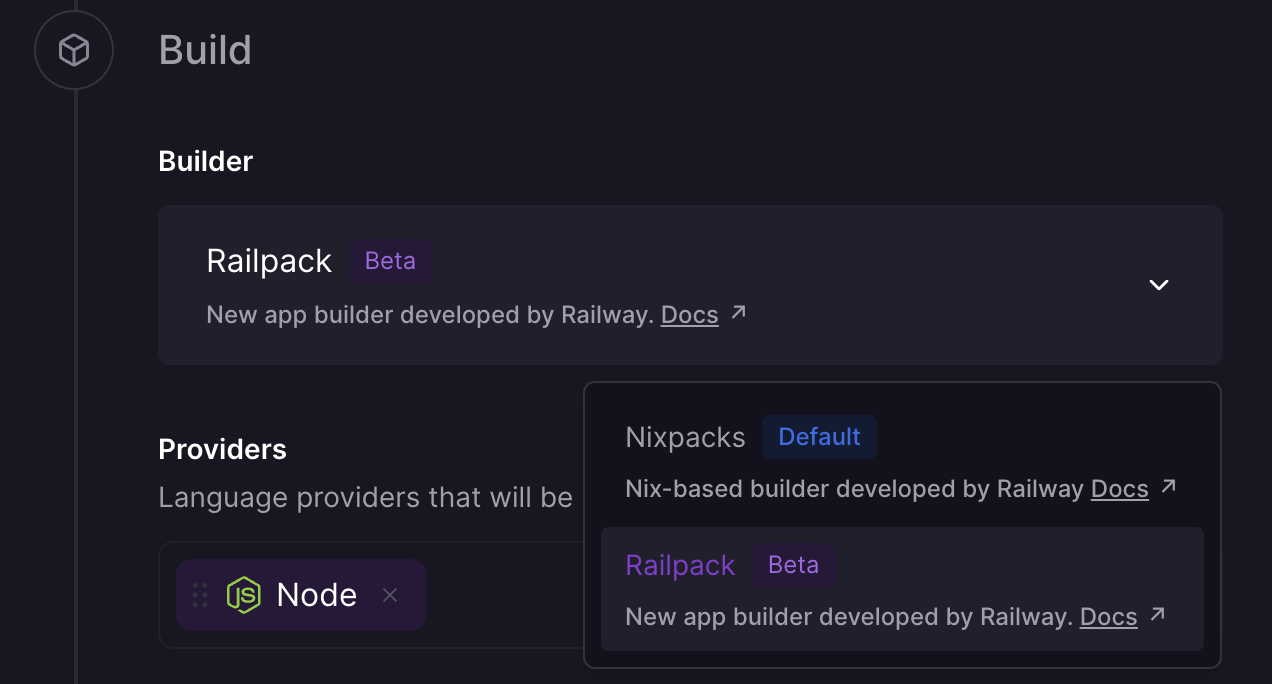 Build
Builder
Railpack Beta
New app builder developed by Railway. Docs ↗
Providers
Language providers that will be
JS Node ×
Nixpacks Default
Nix-based builder developed by Railway Docs ↗
Railpack Beta
New app builder developed by Railway. Docs ↗